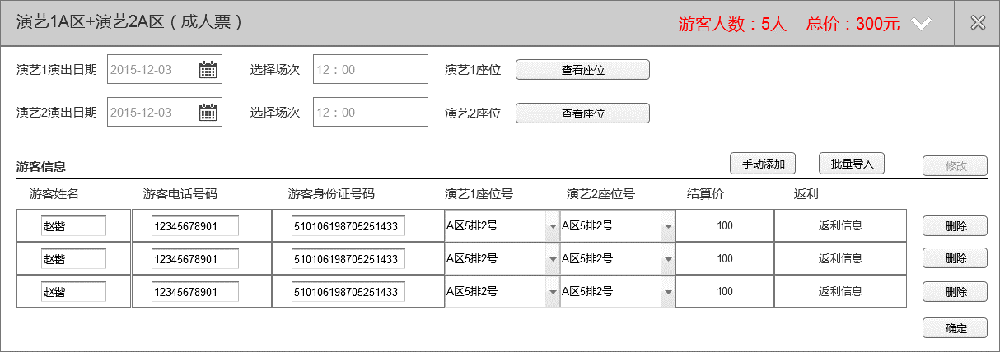 演艺1A区+演艺2A区（成人票） 游客人数：5人 总价：300元
演艺1演出日期 2015-12-03 选择场次 12：00 演艺1座位 查看座位
演艺2演出日期 2015-12-03 选择场次 12：00 演艺2座位 查看座位
游客信息 手动添加 批量导入 修改
游客姓名 游客电话号码 游客身份证号码 演艺1座位号 演艺2座位号 结算价 返利
赵锴 12345678901 510106198705251433 A区5排2号 A区5排2号 100 返利信息 删除
赵锴 12345678901 510106198705251433 A区5排2号 A区5排2号 100 返利信息 删除
赵锴 12345678901 510106198705251433 A区5排2号 A区5排2号 100 返利信息 删除
确定